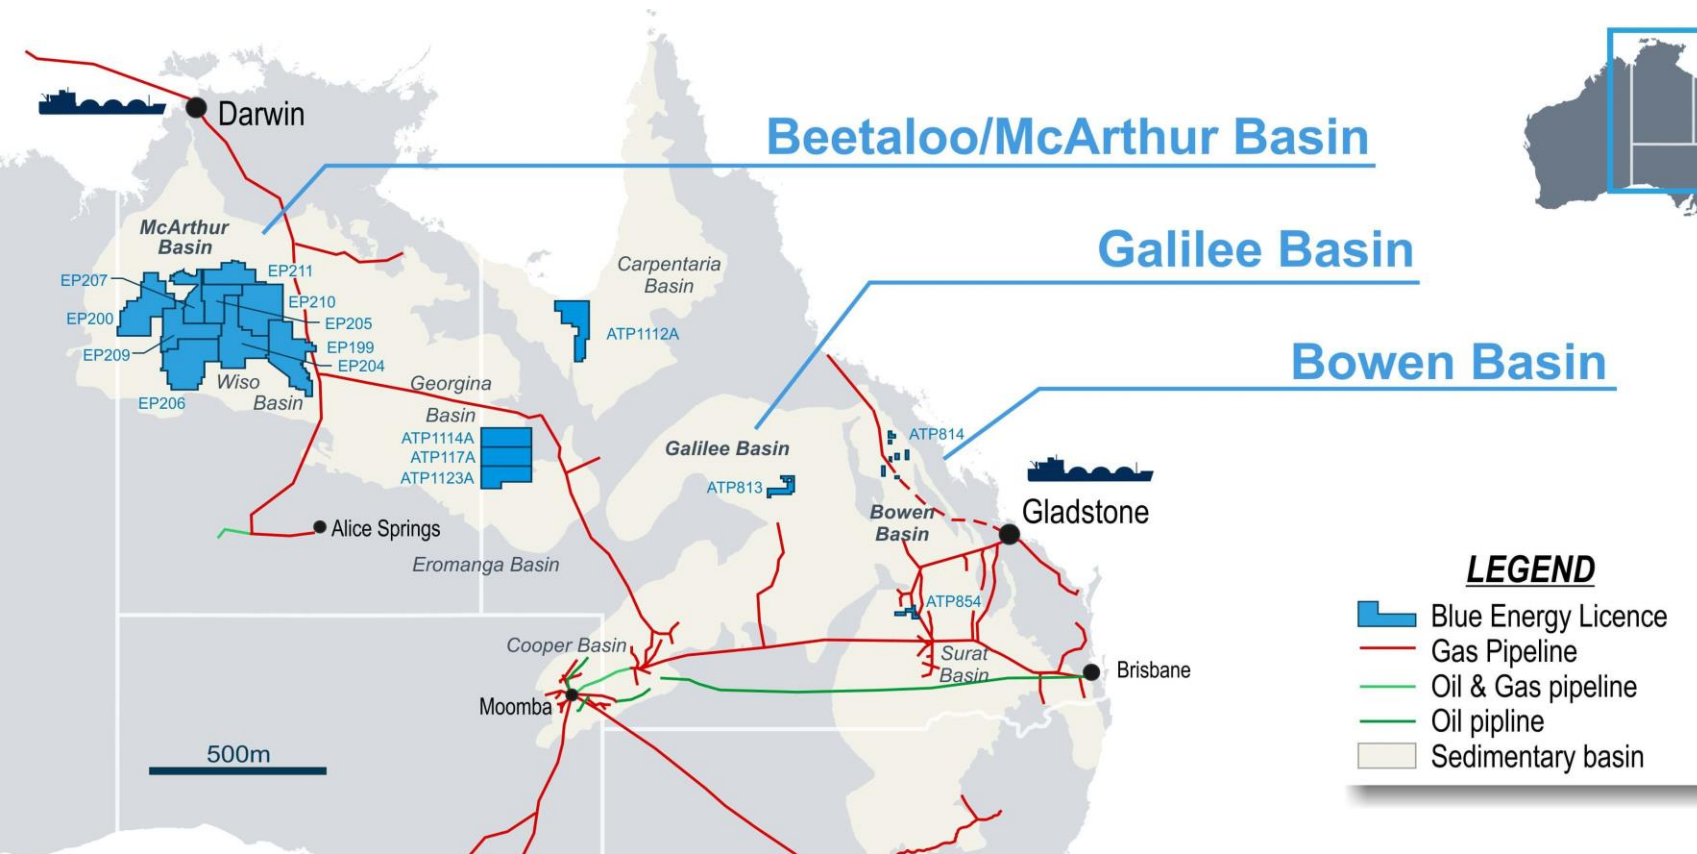 Darwin
Beetaloo/McArthur Basin
McArthur
Basin
Galilee Basin
Carpentaria
Basin
EP207
EP211
EP210
EP200
EP205
ATP1112A
EP209
EP199
EP204
Bowen Basin
Wiso
Basin
EP206
Georgina
Basin
ATP1114A
ATP117A
ATP1123A
Galilee Basin
ATP813
ATP814
Bowen
Basin
Gladstone
Alice Springs
Eromanga Basin
ATP854
Cooper Basin
Surat
Basin
Moomba
Brisbane
500m
LEGEND
Blue Energy Licence
Gas Pipeline
Oil & Gas pipeline
Oil pipline
Sedimentary basin